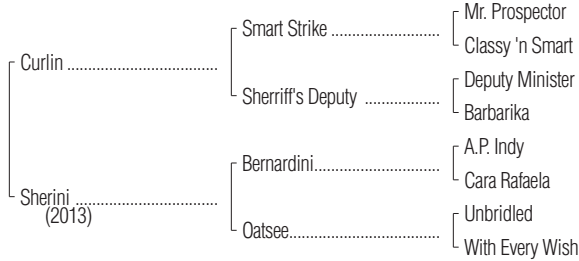 Mr. Prospector
Smart Strike ......................
Classy 'n Smart
Curlin ..............................
Deputy Minister
Sherriff's Deputy ...............
Barbarika
A.P. Indy
Bernardini.........................
Cara Rafaela
Sherini .............................
(2013)
Unbridled
Oatsee..............................
With Every Wish